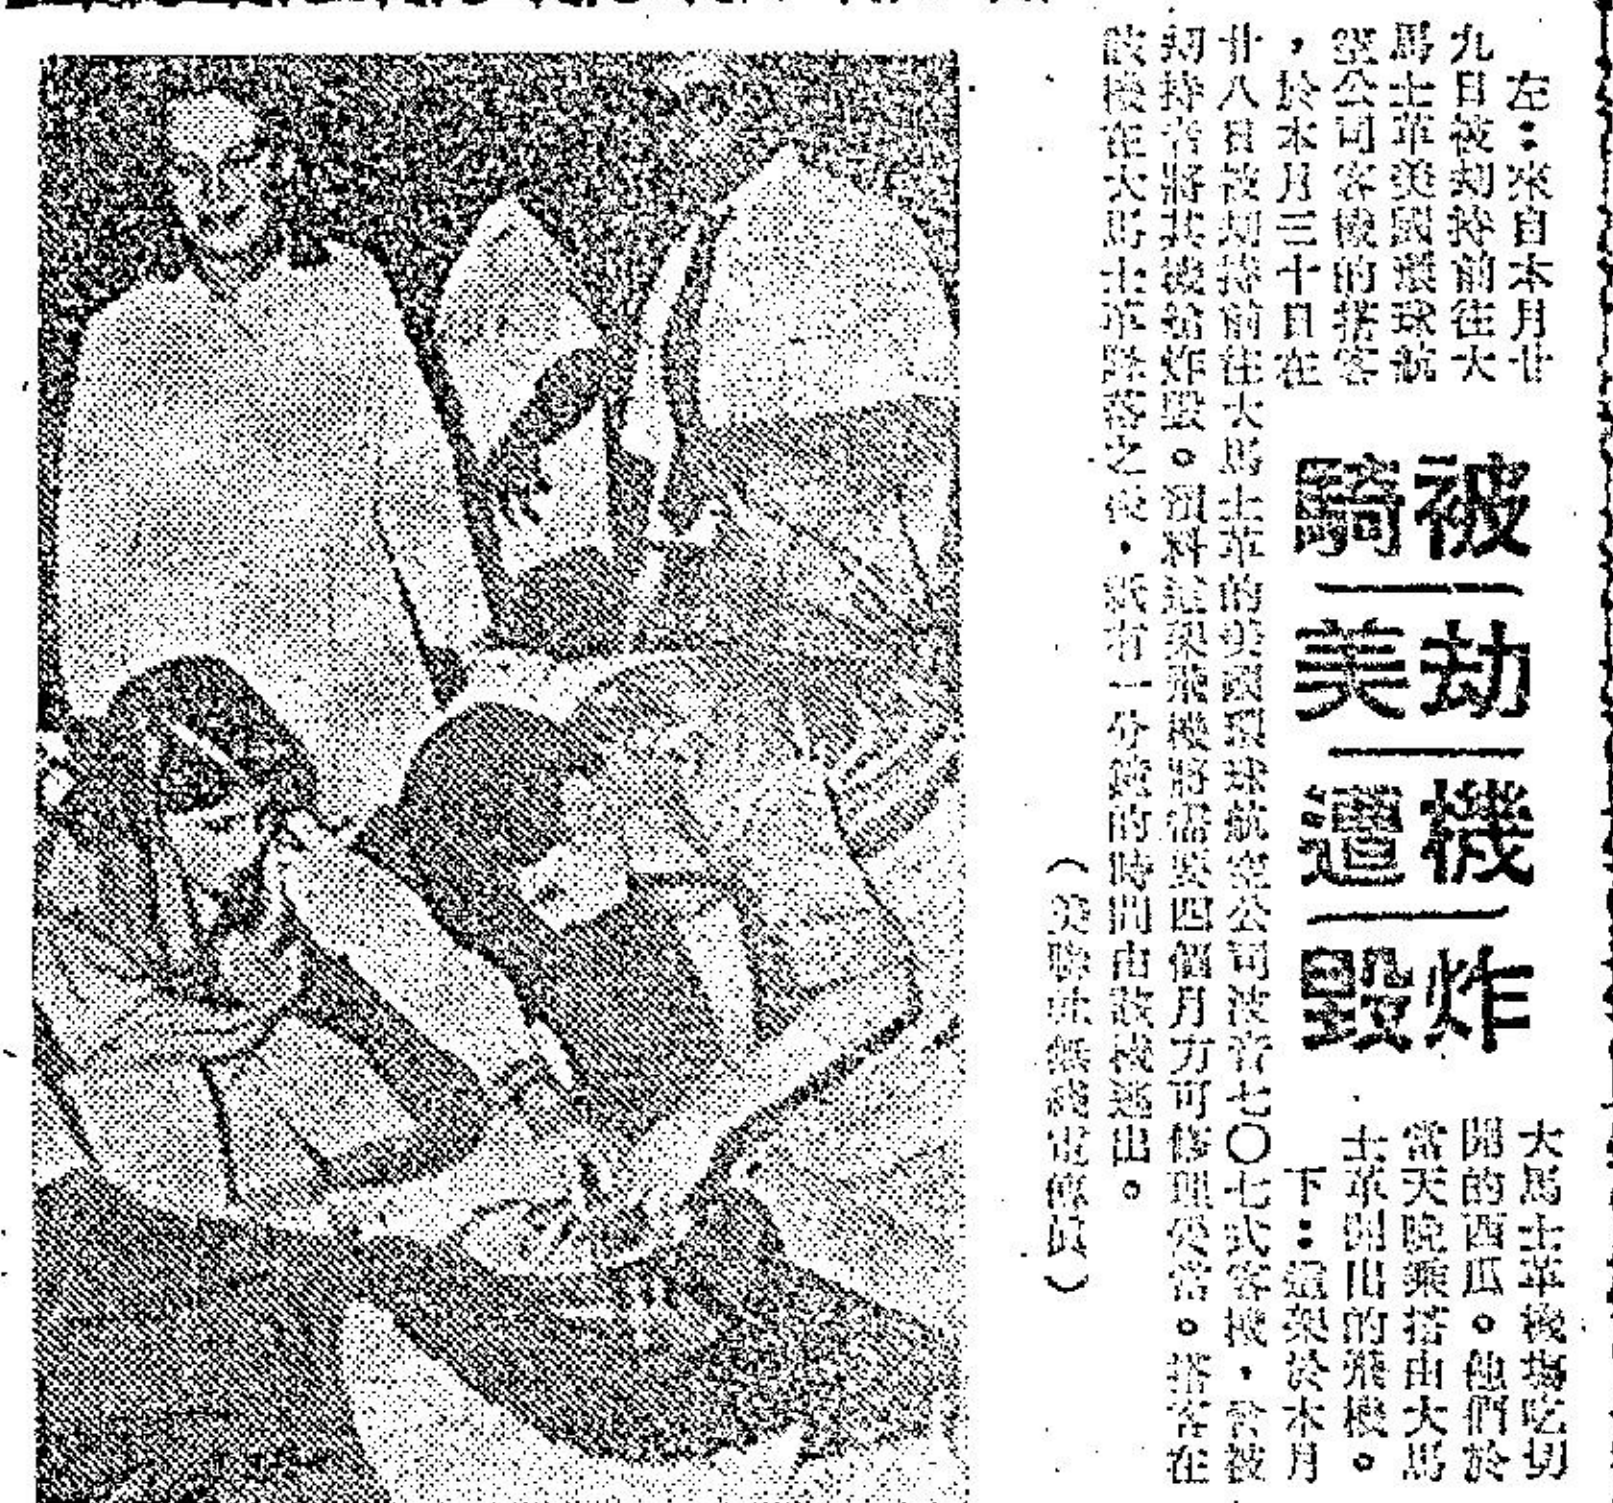 被騎
劫美
機遭
炸毀
左：來自本月廿
九日被劫持前往大
馬士革美國環球航
空公司客機的搭客
，於本月三十日在
大馬士革機場吃切
開的西瓜。他們於
當天晚乘搭由大馬
士革開出的飛機。
下：這架於本月
廿八日被劫持前往大馬士革的美國環球航空公司波音七〇七式客機，曾被
劫持者將其機艙炸毀。預料這架飛機將需要四個月方可修理妥當。搭客在
該機在大馬士革降落之後，祇有一分鐘的時間由該機逃出。
（美聯社無綫電傳真）